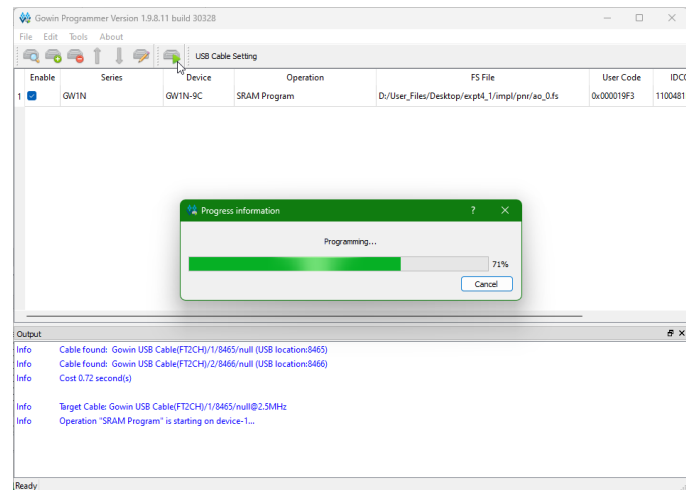 Gowin Programmer Version 1.9.8.11 build 30328
File Edit Tools About
USB Cable Setting
Enable Series Device Operation FS File User Code IDCO
1 GW1N GW1N-9C SRAM Program D:/User_Files/Desktop/expt4_1/impl/pnr/ao_0.fs 0x000019F3 1100481
Progress information ?
Programming...
71%
Cancel
Output
Info Cable found: Gowin USB Cable(FT2CH)/1/8465/null (USB location:8465)
Info Cable found: Gowin USB Cable(FT2CH)/2/8466/null (USB location:8466)
Info Cost 0.72 second(s)
Info Target Cable: Gowin USB Cable(FT2CH)/1/8465/null@2.5MHz
Info Operation "SRAM Program" is starting on device-1...
Ready